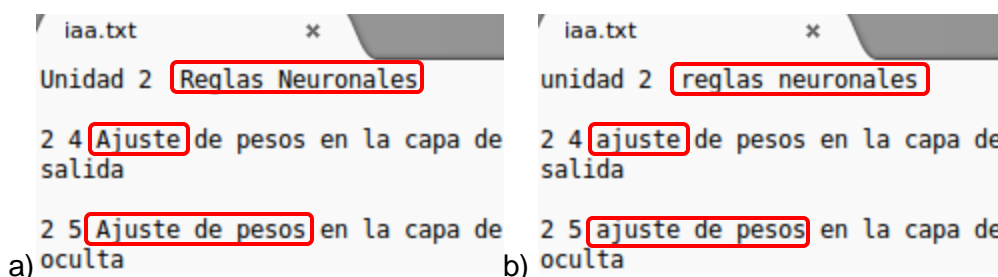 iaa.txt ×
Unidad 2 Reglas Neuronales
2 4 Ajuste de pesos en la capa de
salida
2 5 Ajuste de pesos en la capa de
a) oculta
iaa.txt ×
unidad 2 reglas neuronales
2 4 ajuste de pesos en la capa de
salida
2 5 ajuste de pesos en la capa de
b) oculta